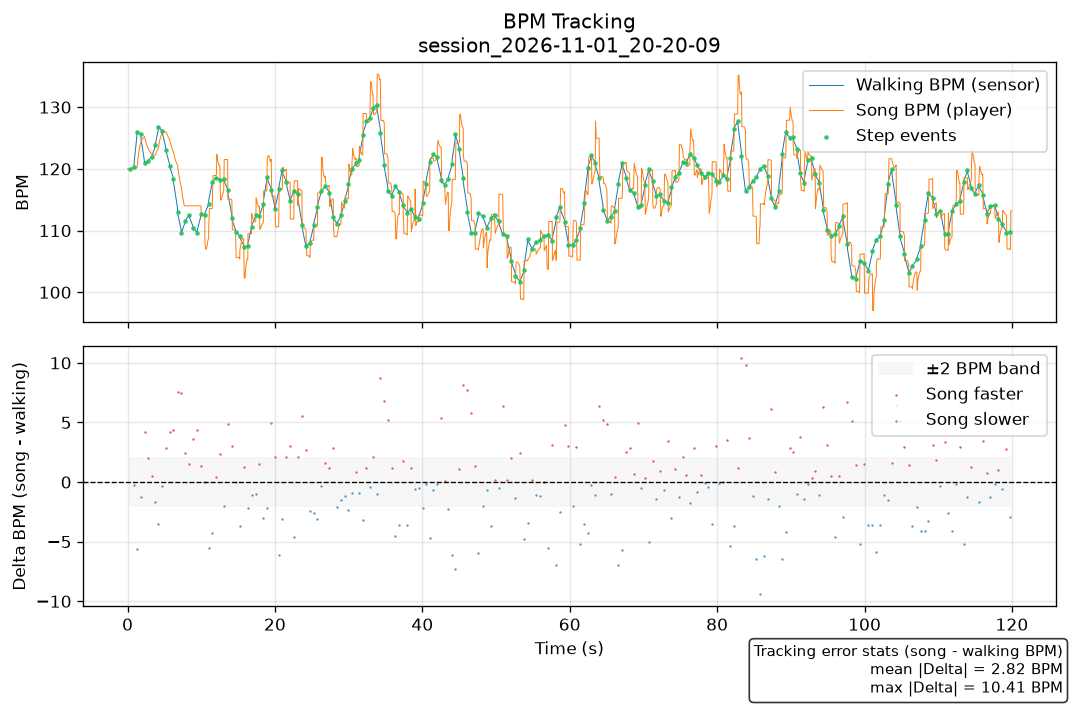 BPM Tracking
session_2026-11-01_20-20-09
BPM
130
120
110
100
Walking BPM (sensor)
Song BPM (player)
Step events
Delta BPM (song - walking)
10
5
0
−5
−10
±2 BPM band
Song faster
Song slower
0
20
40
60
80
100
120
Time (s)
Tracking error stats (song - walking BPM)
mean |Delta| = 2.82 BPM
max |Delta| = 10.41 BPM